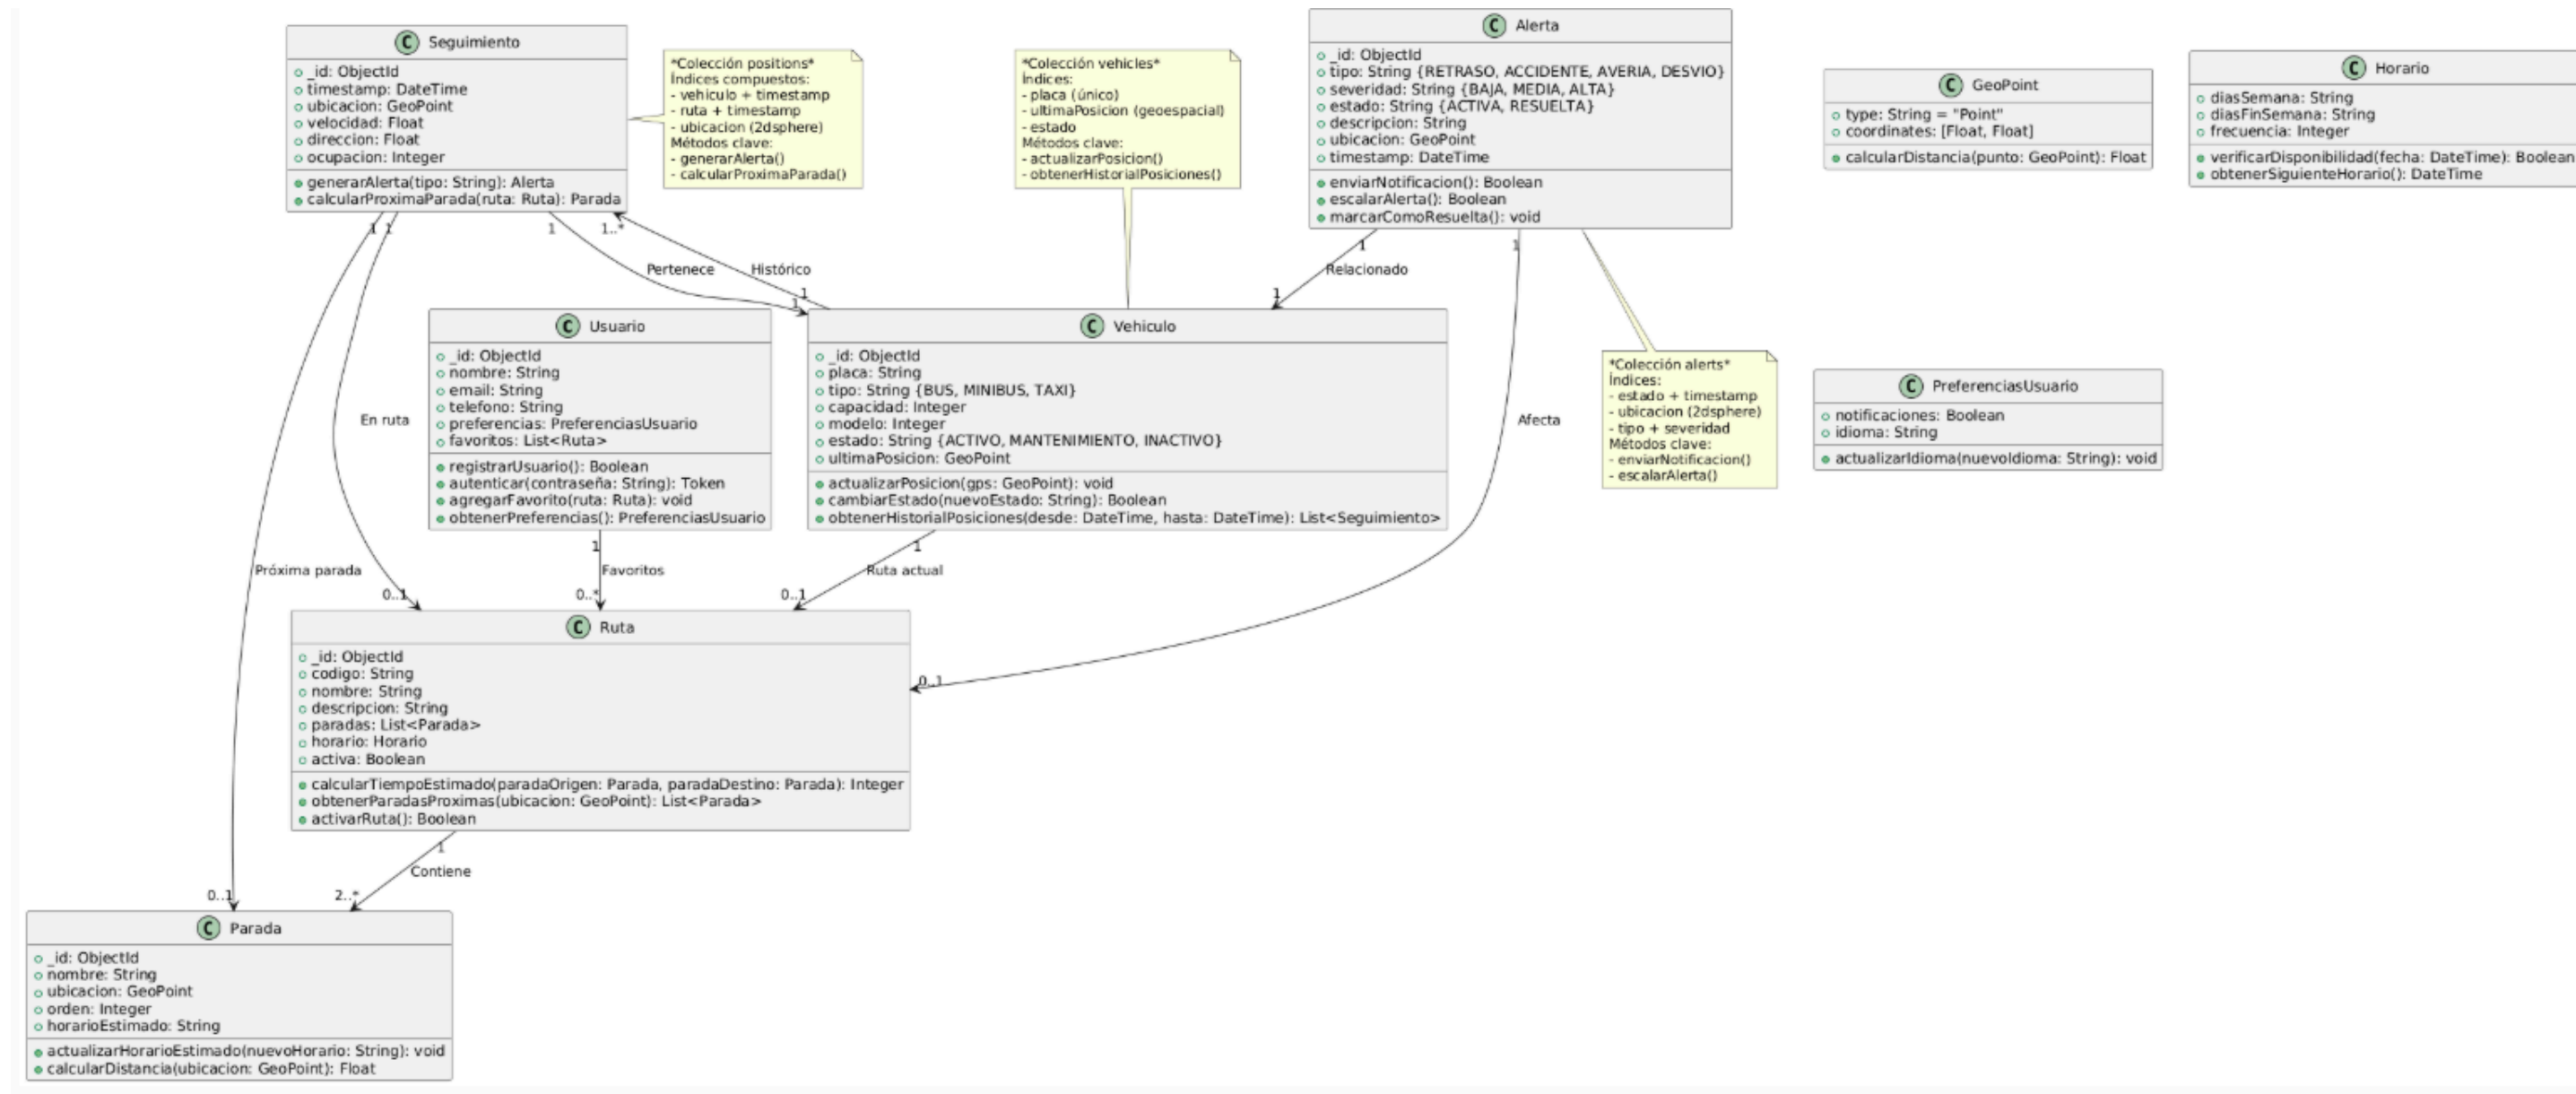 Seguimiento
_id: ObjectId
timestamp: DateTime
ubicacion: GeoPoint
velocidad: Float
direccion: Float
ocupacion: Integer
generarAlerta(tipo: String): Alerta
calcularProximaParada(ruta: Ruta): Parada
*Colección positions*
Índices compuestos:
- vehiculo + timestamp
- ruta + timestamp
- ubicacion (2dsphere)
Métodos clave:
- generarAlerta()
- calcularProximaParada()
*Colección vehicles*
Índices:
- placa (único)
- ultimaPosicion (geoespacial)
- estado
Métodos clave:
- actualizarPosicion()
- obtenerHistorialPosiciones()
Alerta
_id: ObjectId
tipo: String {RETRASO, ACCIDENTE, AVERIA, DESVIO}
severidad: String {BAJA, MEDIA, ALTA}
estado: String {ACTIVA, RESUELTA}
descripcion: String
ubicacion: GeoPoint
timestamp: DateTime
enviarNotificacion(): Boolean
escalarAlerta(): Boolean
marcarComoResuelta(): void
GeoPoint
type: String = "Point"
coordinates: [Float, Float]
calcularDistancia(punto: GeoPoint): Float
Horario
diasSemana: String
diasFinSemana: String
frecuencia: Integer
verificarDisponibilidad(fecha: DateTime): Boolean
obtenerSiguienteHorario(): DateTime
1
1
1
1..*
1
1
Pertenece
Histórico
Relacionado
1
1
1
Usuario
_id: ObjectId
nombre: String
email: String
telefono: String
preferencias: PreferenciasUsuario
favoritos: List<Ruta>
registrarUsuario(): Boolean
autenticar(contraseña: String): Token
agregarFavorito(ruta: Ruta): void
obtenerPreferencias(): PreferenciasUsuario
Vehiculo
_id: ObjectId
placa: String
tipo: String {BUS, MINIBUS, TAXI}
capacidad: Integer
modelo: Integer
estado: String {ACTIVO, MANTENIMIENTO, INACTIVO}
ultimaPosicion: GeoPoint
actualizarPosicion(gps: GeoPoint): void
cambiarEstado(nuevoEstado: String): Boolean
obtenerHistorialPosiciones(desde: DateTime, hasta: DateTime): List<Seguimiento>
*Colección alerts*
Índices:
- estado + timestamp
- ubicacion (2dsphere)
- tipo + severidad
Métodos clave:
- enviarNotificacion()
- escalarAlerta()
PreferenciasUsuario
notificaciones: Boolean
idioma: String
actualizarIdioma(nuevoIdioma: String): void
En ruta
Afecta
1
1
Próxima parada
Favoritos
Ruta actual
0..1
0..*
0..1
Ruta
_id: ObjectId
codigo: String
nombre: String
descripcion: String
paradas: List<Parada>
horario: Horario
activa: Boolean
calcularTiempoEstimado(paradaOrigen: Parada, paradaDestino: Parada): Integer
obtenerParadasProximas(ubicacion: GeoPoint): List<Parada>
activarRuta(): Boolean
0..1
1
Contiene
0..1
2..*
Parada
_id: ObjectId
nombre: String
ubicacion: GeoPoint
orden: Integer
horarioEstimado: String
actualizarHorarioEstimado(nuevoHorario: String): void
calcularDistancia(ubicacion: GeoPoint): Float